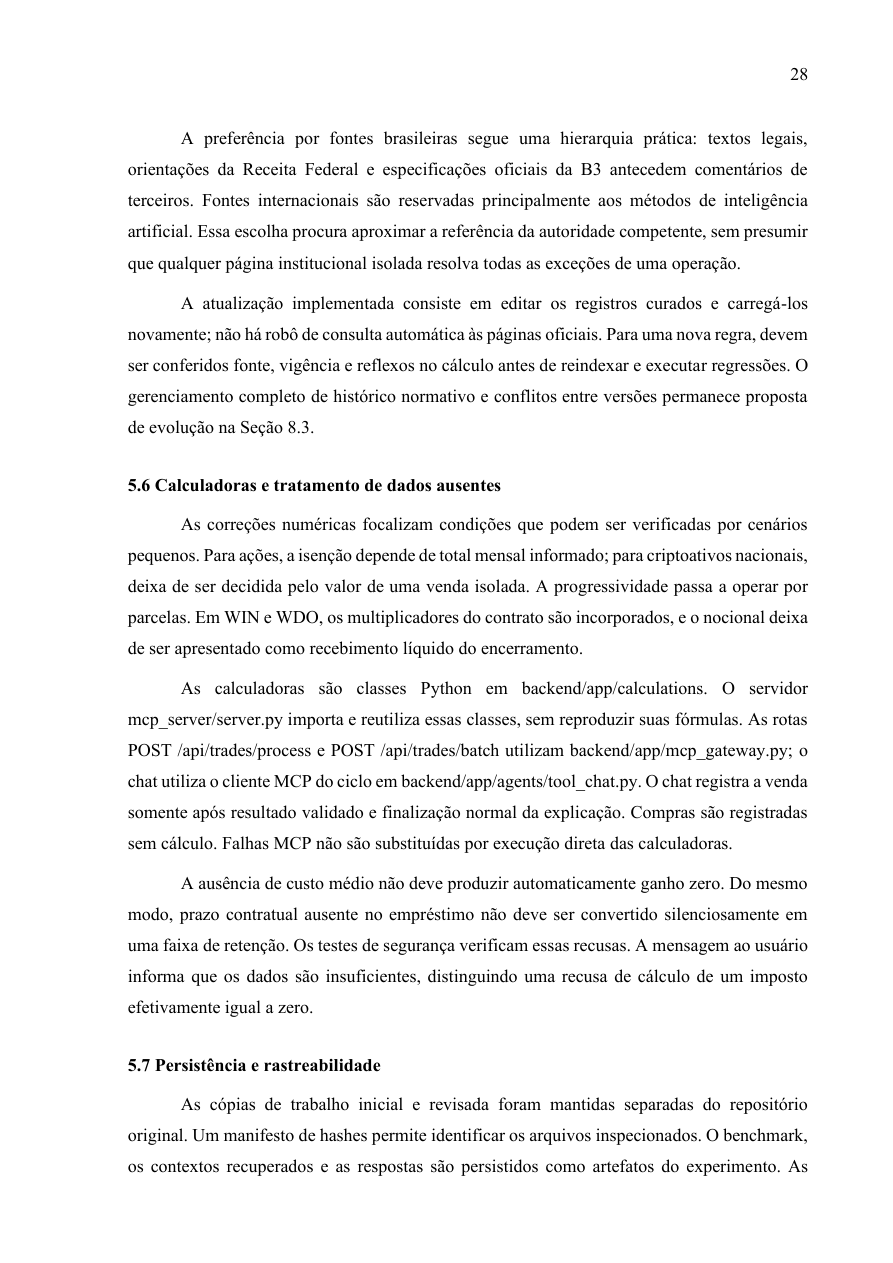 28
A preferência por fontes brasileiras segue uma hierarquia prática: textos legais,
orientações da Receita Federal e especificações oficiais da B3 antecedem comentários de
terceiros. Fontes internacionais são reservadas principalmente aos métodos de inteligência
artificial. Essa escolha procura aproximar a referência da autoridade competente, sem presumir
que qualquer página institucional isolada resolva todas as exceções de uma operação.
A atualização implementada consiste em editar os registros curados e carregá-los
novamente; não há robô de consulta automática às páginas oficiais. Para uma nova regra, devem
ser conferidos fonte, vigência e reflexos no cálculo antes de reindexar e executar regressões. O
gerenciamento completo de histórico normativo e conflitos entre versões permanece proposta
de evolução na Seção 8.3.
5.6 Calculadoras e tratamento de dados ausentes
As correções numéricas focalizam condições que podem ser verificadas por cenários
pequenos. Para ações, a isenção depende de total mensal informado; para criptoativos nacionais,
deixa de ser decidida pelo valor de uma venda isolada. A progressividade passa a operar por
parcelas. Em WIN e WDO, os multiplicadores do contrato são incorporados, e o nocional deixa
de ser apresentado como recebimento líquido do encerramento.
As calculadoras são classes Python em backend/app/calculations. O servidor
mcp_server/server.py importa e reutiliza essas classes, sem reproduzir suas fórmulas. As rotas
POST /api/trades/process e POST /api/trades/batch utilizam backend/app/mcp_gateway.py; o
chat utiliza o cliente MCP do ciclo em backend/app/agents/tool_chat.py. O chat registra a venda
somente após resultado validado e finalização normal da explicação. Compras são registradas
sem cálculo. Falhas MCP não são substituídas por execução direta das calculadoras.
A ausência de custo médio não deve produzir automaticamente ganho zero. Do mesmo
modo, prazo contratual ausente no empréstimo não deve ser convertido silenciosamente em
uma faixa de retenção. Os testes de segurança verificam essas recusas. A mensagem ao usuário
informa que os dados são insuficientes, distinguindo uma recusa de cálculo de um imposto
efetivamente igual a zero.
5.7 Persistência e rastreabilidade
As cópias de trabalho inicial e revisada foram mantidas separadas do repositório
original. Um manifesto de hashes permite identificar os arquivos inspecionados. O benchmark,
os contextos recuperados e as respostas são persistidos como artefatos do experimento. As